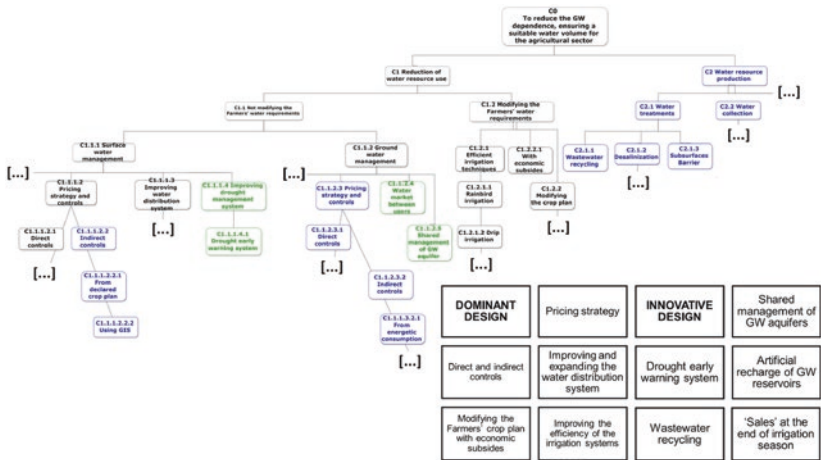 C0
To reduce the GW
dependence, ensuring a
suitable water volume for
the agricultural sector
C1 Reduction of
water resource use
C2 Water resource
production
[...]
C1.1 Not modifying the
Farmers' water requirements
C1.2 Modifying the
Farmers' water
requirements
C2.1 Water
treatments
C2.2 Water
collection
[...]
[...]
C1.1.1 Surface
water management
[...]
C1.1.2 Ground
water management
C1.2.1
Efficient
irrigation
techniques
C1.2.2.1
With
economic
subsides
C2.1.1
Wastewater
recycling
C2.1.2
Desalinization
C2.1.3
Subsurfaces
Barrier
[...]
C1.1.1.2
Pricing
strategy and
controls
C1.1.1.3
Improving
water
distribution
system
[...]
C1.1.1.4 Improving
drought
management
system
C1.1.2.3 Pricing
strategy and
controls
C1.1.2.4
Water
market
between
users
C1.2.1.1
Rainbird
irrigation
C1.2.2
Modifying
the crop plan
[...]
C1.1.1.2.1
Direct
controls
[...]
C1.1.1.2.2
Indirect
controls
C1.1.1.4.1
Drought early
warning system
C1.1.2.3.1
Direct
controls
[...]
C1.1.2.5
Shared
management
of GW
aquifer
C1.2.1.2 Drip
irrigation
[...]
C1.1.1.2.2.1
From
declared
crop plan
C1.1.2.3.2
Indirect
controls
C1.1.1.2.2.2
Using GIS
C1.1.1.3.2.1
From
energetic
consumption
[...]
DOMINANT
DESIGN
Pricing strategy
INNOVATIVE
DESIGN
Shared
management of
GW aquifers
Direct and indirect
controls
Improving and
expanding the
water distribution
system
Drought early
warning system
Artificial
recharge of GW
reservoirs
Modifying the
Farmers' crop plan
with economic
subsides
Improving the
efficiency of the
irrigation systems
Wastewater
recycling
'Sales' at the
end of irrigation
season